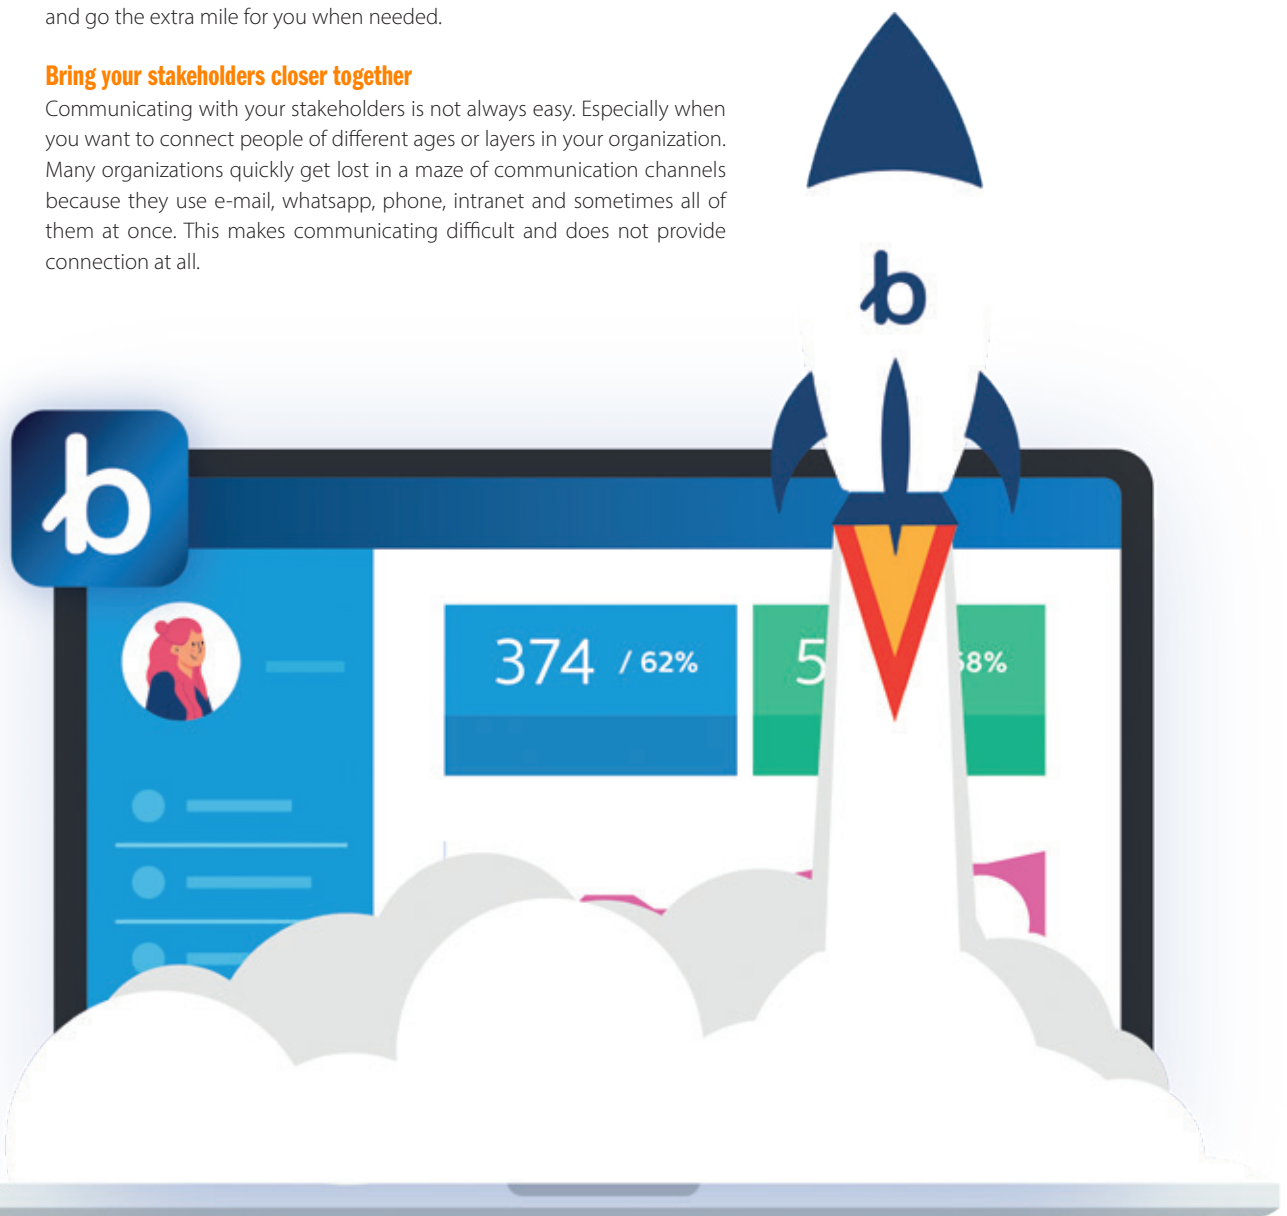 and go the extra mile for you when needed.
Bring your stakeholders closer together
Communicating with your stakeholders is not always easy. Especially when
you want to connect people of different ages or layers in your organization.
Many organizations quickly get lost in a maze of communication channels
because they use e-mail, whatsapp, phone, intranet and sometimes all of
them at once. This makes communicating difficult and does not provide
connection at all.
b
b
374 / 62%